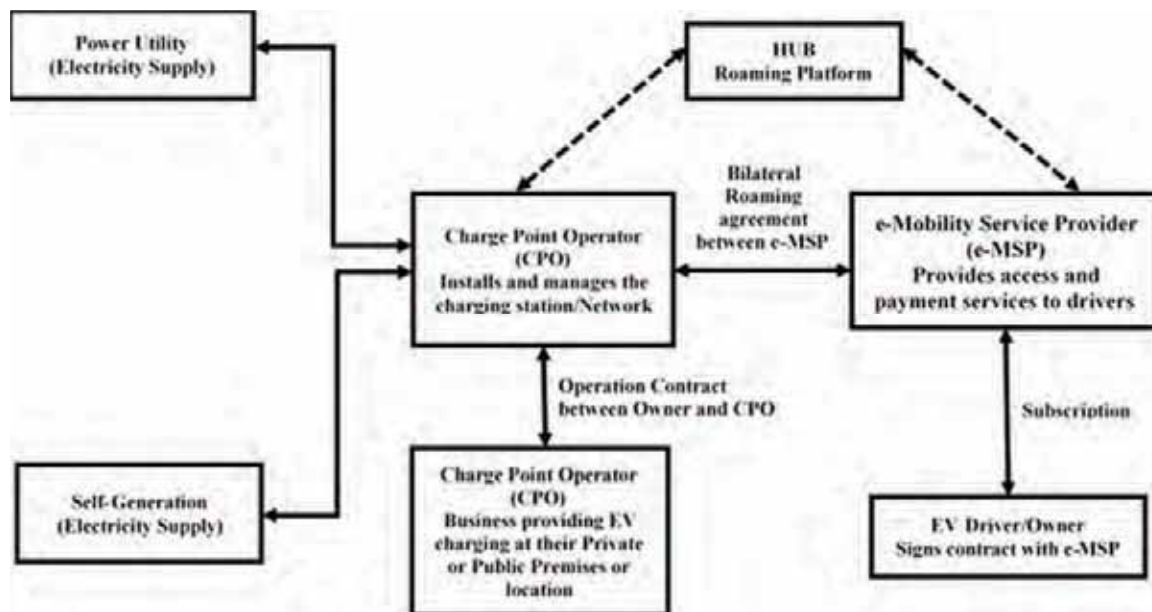 Power Utility
(Electricity Supply)
HUB
Roaming Platform
Bilateral
Roaming
agreement
between e-MSP
Charge Point Operator
(CPO)
Installs and manages the
charging station/Network
e-Mobility Service Provider
(e-MSP)
Provides access and
payment services to drivers
Operation Contract
between Owner and CPO
Subscription
Self-Generation
(Electricity Supply)
Charge Point Operator
(CPO)
Business providing EV
charging at their Private
or Public Premises or
location
EV Driver/Owner
Signs contract with e-MSP